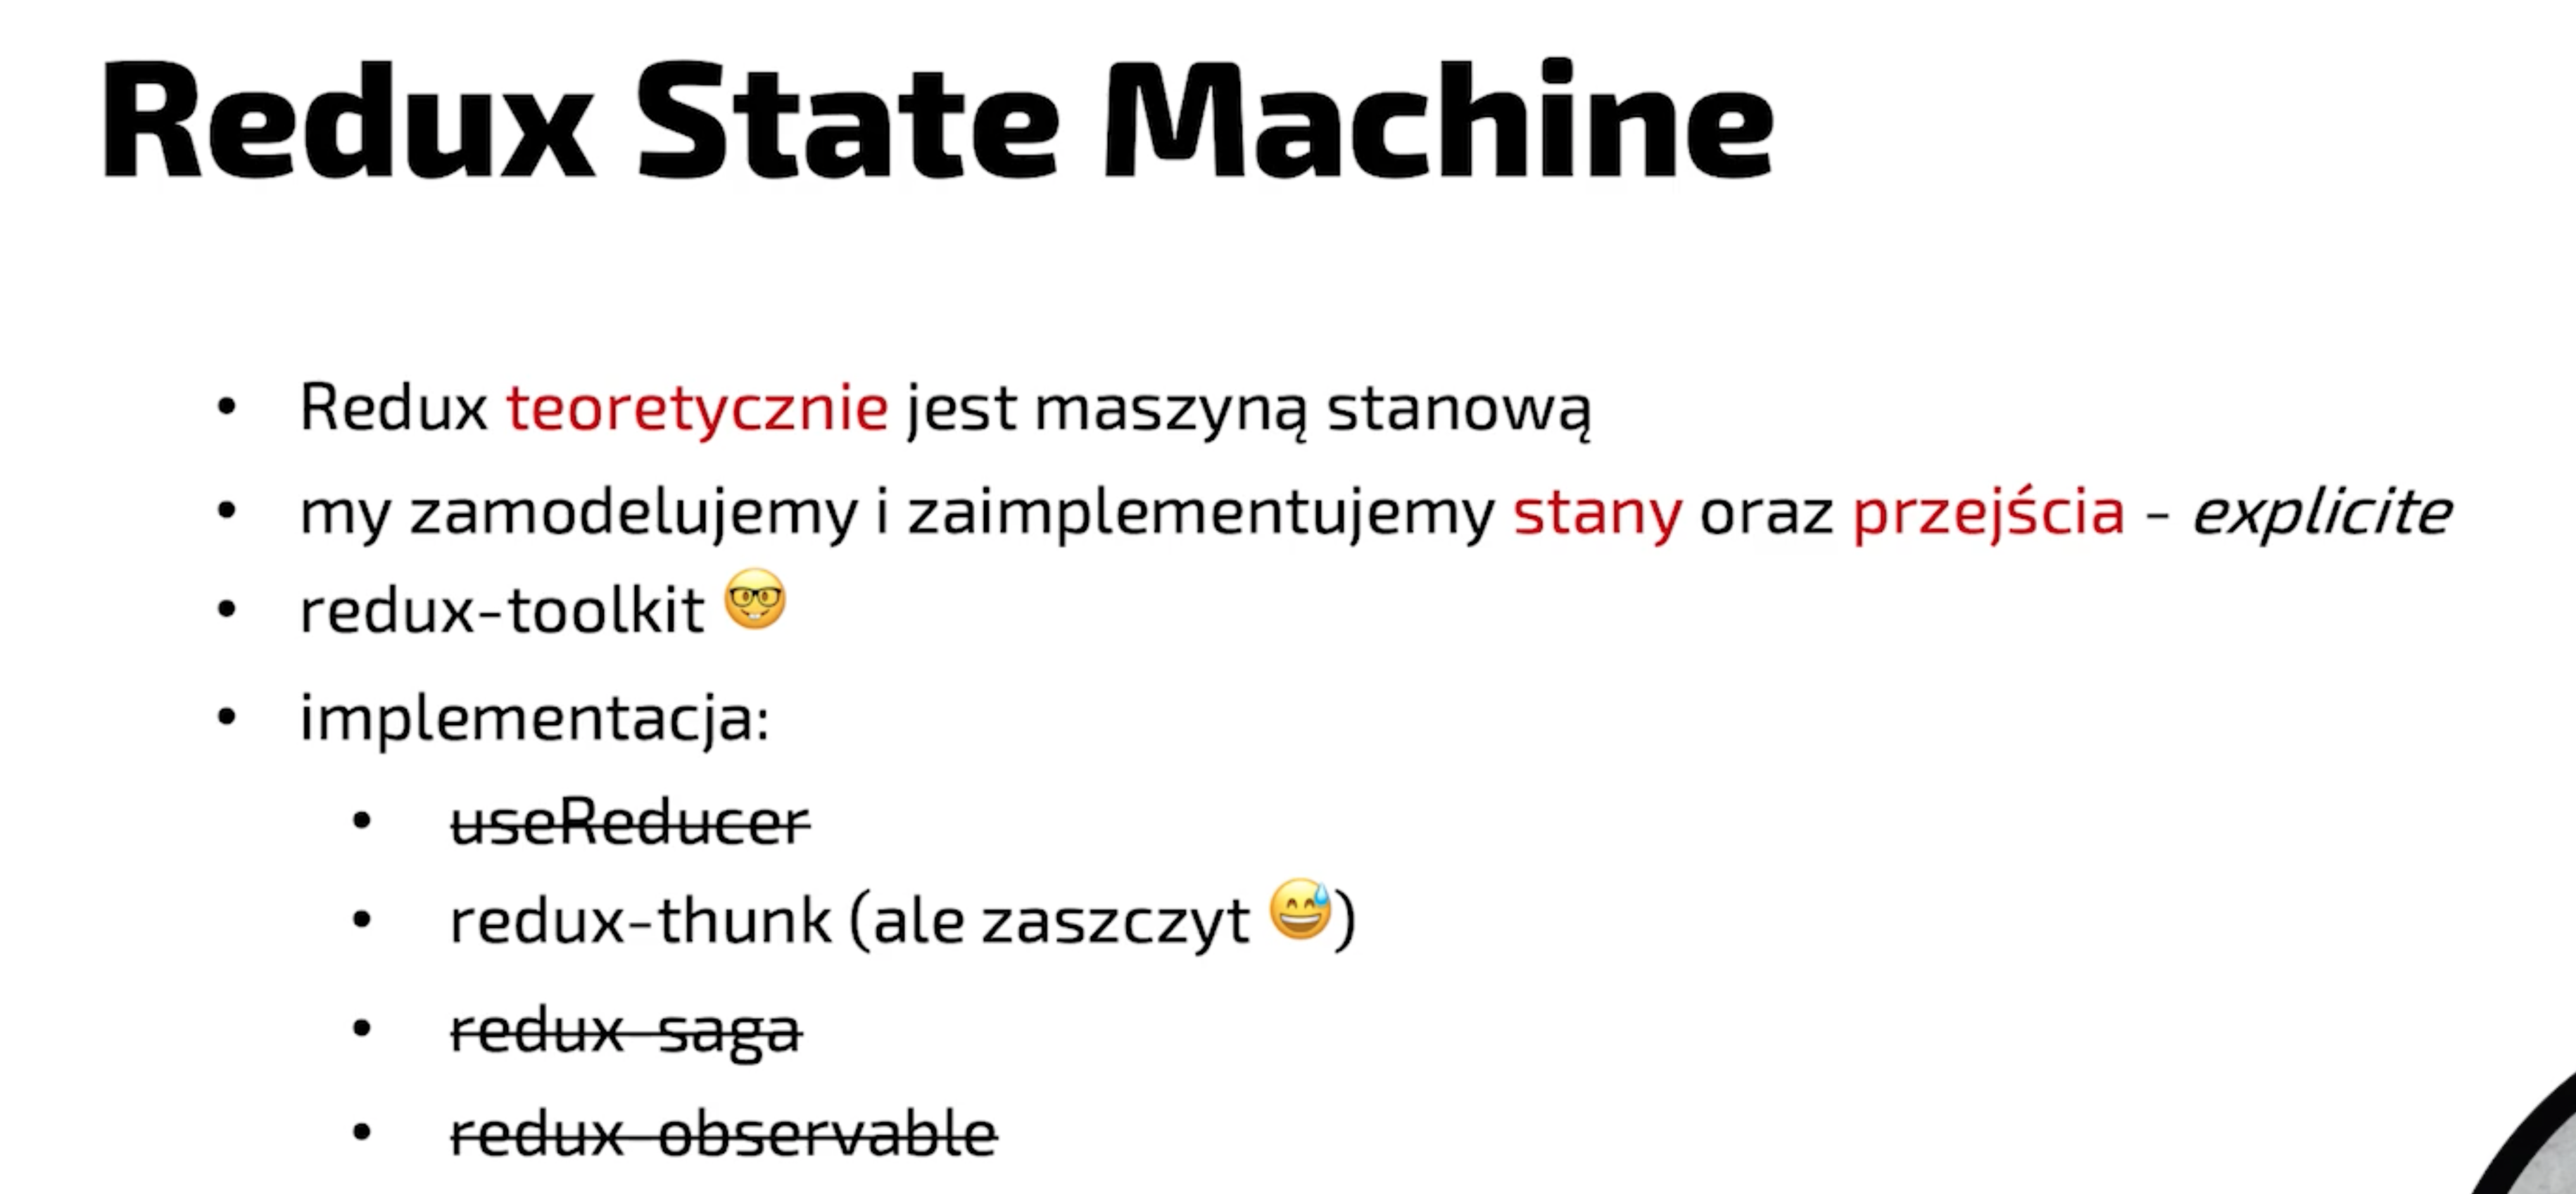 Redux State Machine
• Redux teoretycznie jest maszyną stanową
• my zamodelujemy i zaimplementujemy stany oraz przejścia - explicite
• redux-toolkit 🤓
• implementacja:
• useReducer
• redux-thunk (ale zaszczyt 😅)
• redux-saga
• redux-observable